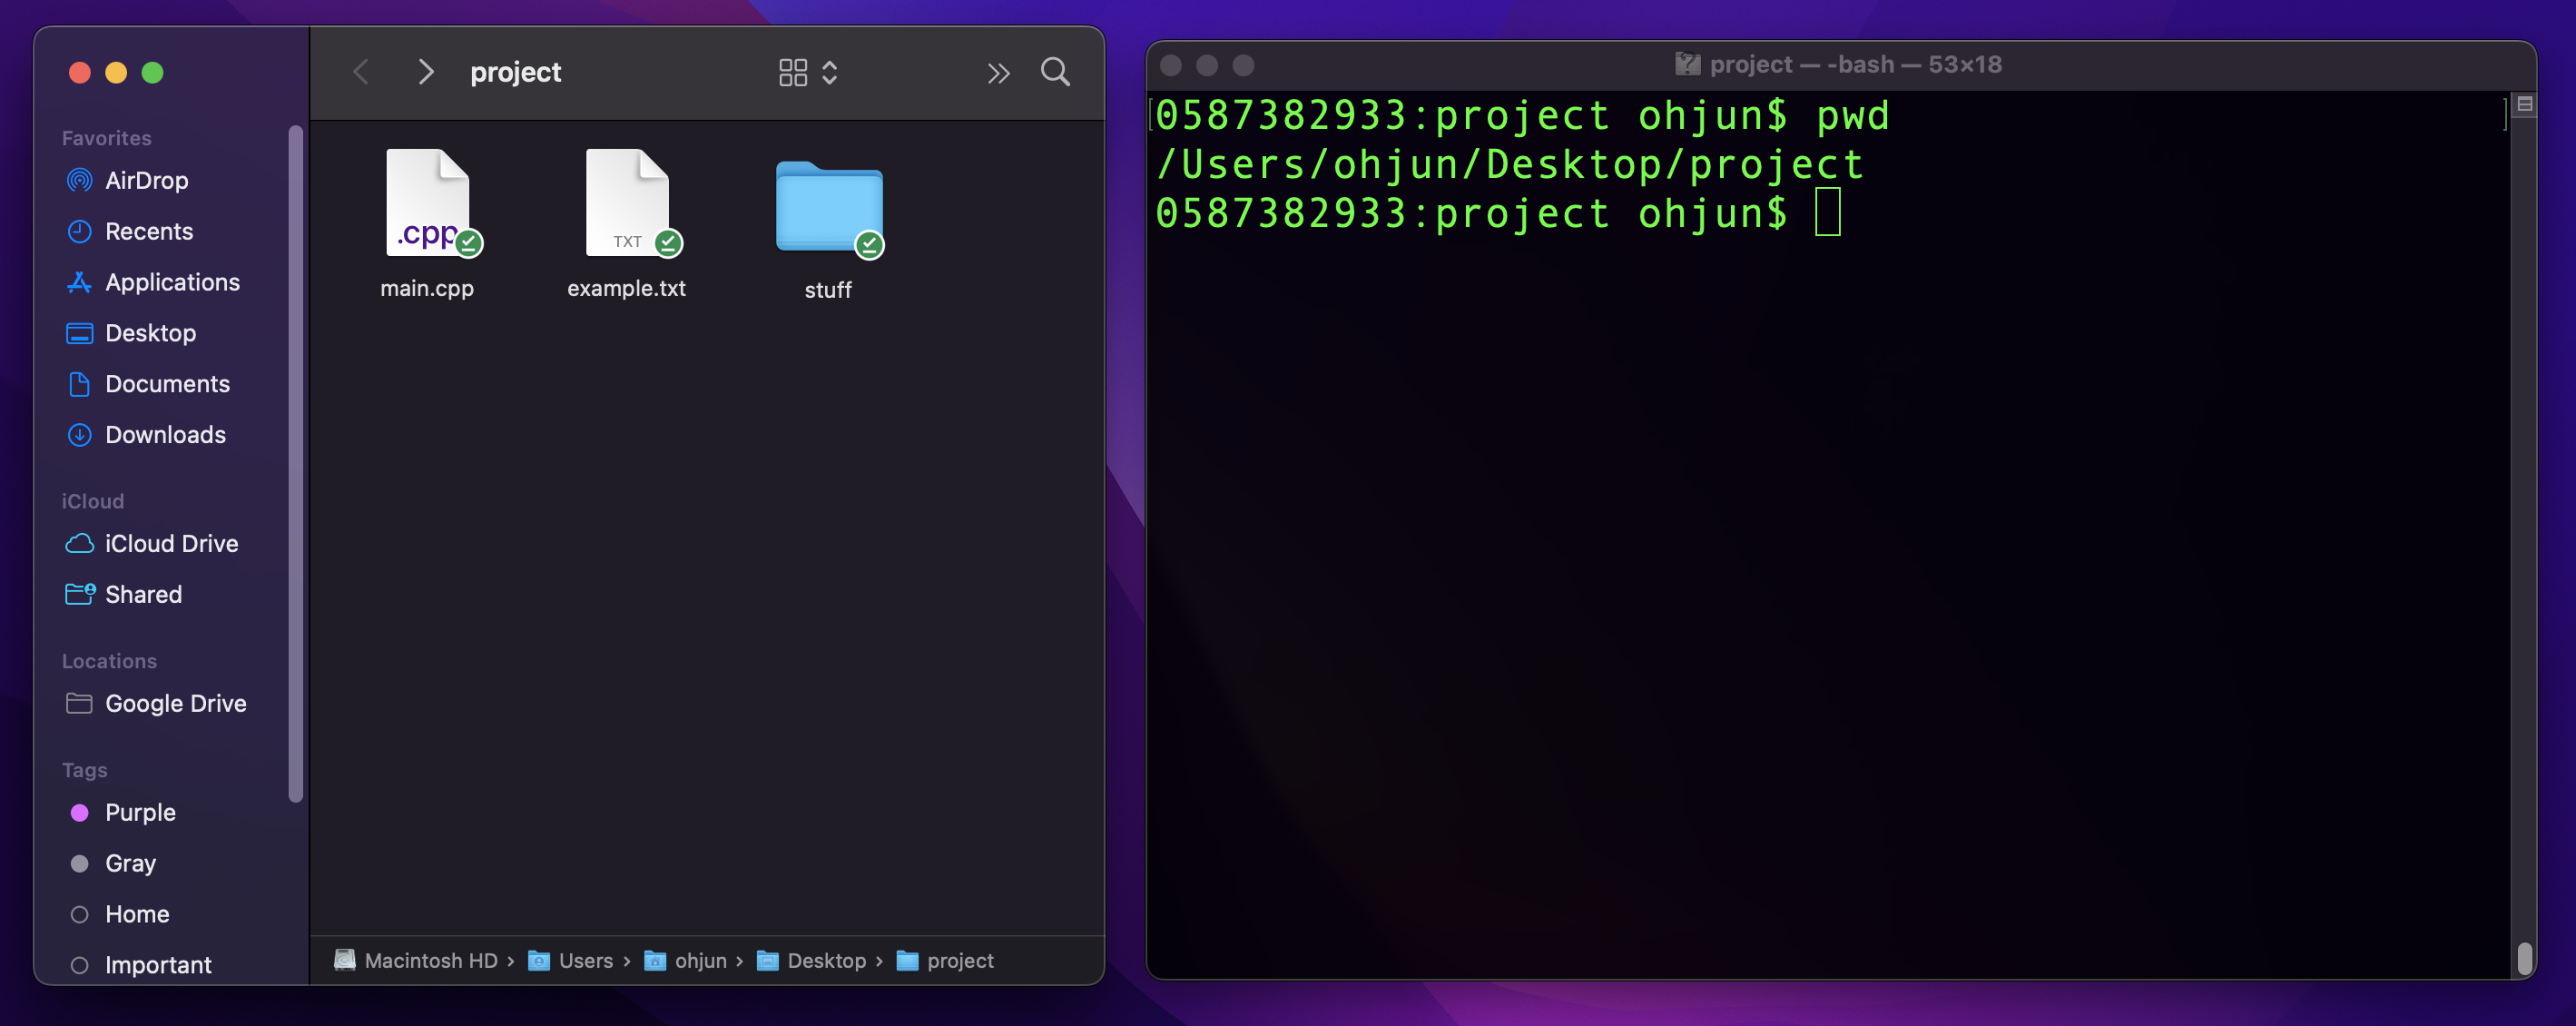 project
Favorites
AirDrop
Recents
Applications
Desktop
Documents
Downloads
iCloud
iCloud Drive
Shared
Locations
Google Drive
Tags
Purple
Gray
Home
Important
.cpp
TXT
main.cpp
example.txt
stuff
Macintosh HD › Users › ohjun › Desktop › project
project — -bash — 53×18
[0587382933:project ohjun$ pwd ]
/Users/ohjun/Desktop/project
0587382933:project ohjun$